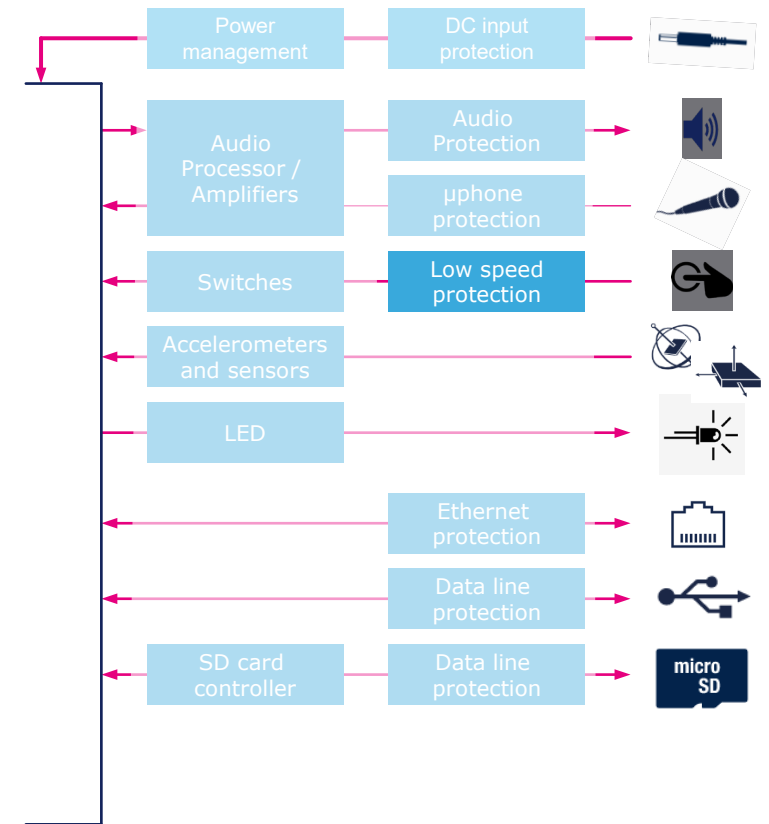 Power
management
DC input
protection
Audio
Processor /
Amplifiers
Audio
Protection
µphone
protection
Switches
Low speed
protection
Accelerometers
and sensors
LED
Ethernet
protection
Data line
protection
SD card
controller
Data line
protection
micro
SD